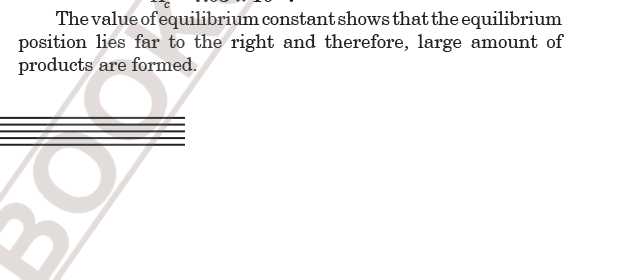 The value of equilibrium constant shows that the equilibrium
position lies far to the right and therefore, large amount of
products are formed.
BOOK